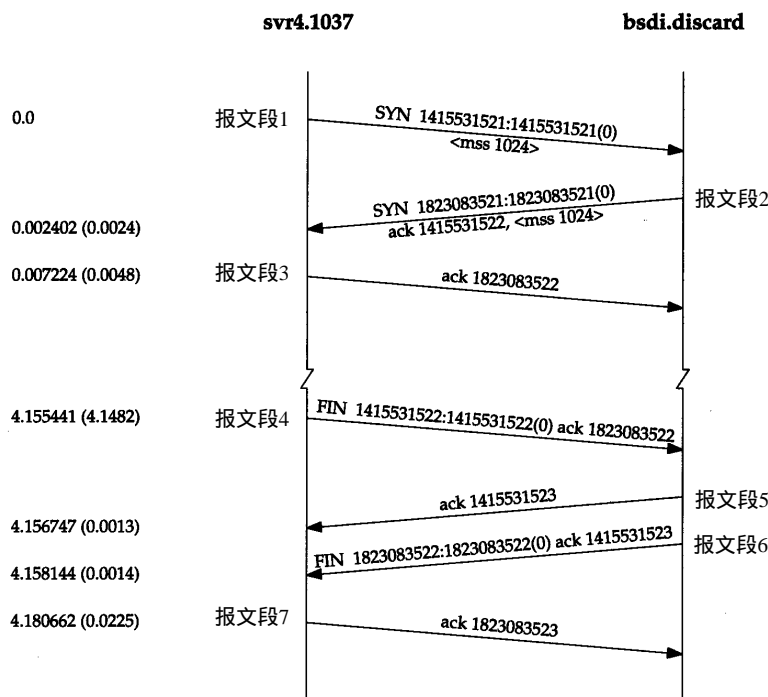 svr4.1037 bsdi.discard
0.0 报文段1 SYN 1415531521:1415531521(0)
<mss 1024>
SYN 1823083521:1823083521(0) 报文段2
0.002402 (0.0024) ack 1415531522, <mss 1024>
0.007224 (0.0048) 报文段3 ack 1823083522
4.155441 (4.1482) 报文段4 FIN 1415531522:1415531522(0) ack 1823083522
ack 1415531523 报文段5
4.156747 (0.0013)
FIN 1823083522:1823083522(0) ack 1415531523 报文段6
4.158144 (0.0014)
4.180662 (0.0225) 报文段7 ack 1823083523